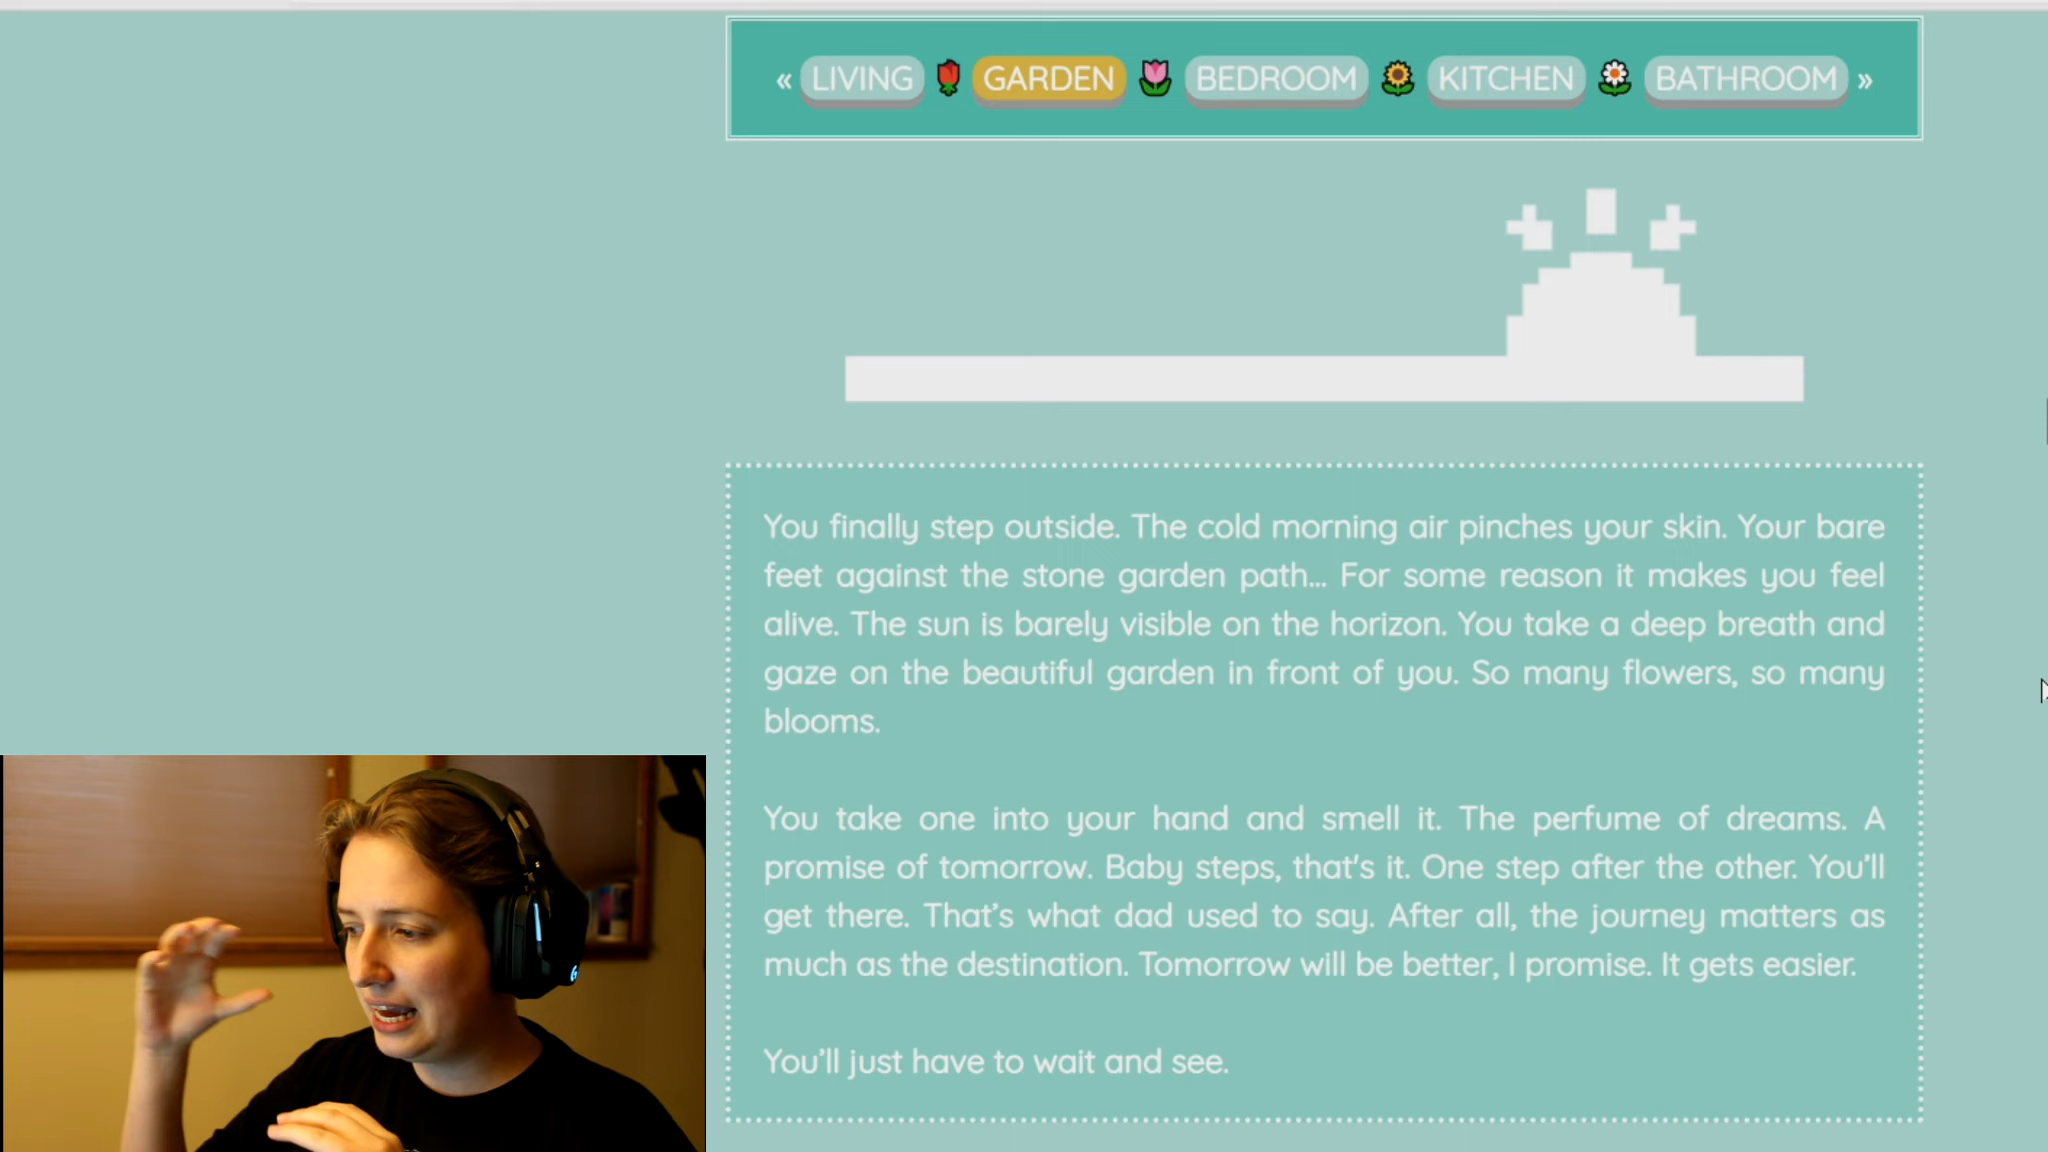 « LIVING GARDEN BEDROOM KITCHEN BATHROOM »
You finally step outside. The cold morning air pinches your skin. Your bare
feet against the stone garden path... For some reason it makes you feel
alive. The sun is barely visible on the horizon. You take a deep breath and
gaze on the beautiful garden in front of you. So many flowers, so many
blooms.
You take one into your hand and smell it. The perfume of dreams. A
promise of tomorrow. Baby steps, that's it. One step after the other. You’ll
get there. That’s what dad used to say. After all, the journey matters as
much as the destination. Tomorrow will be better, I promise. It gets easier.
You’ll just have to wait and see.